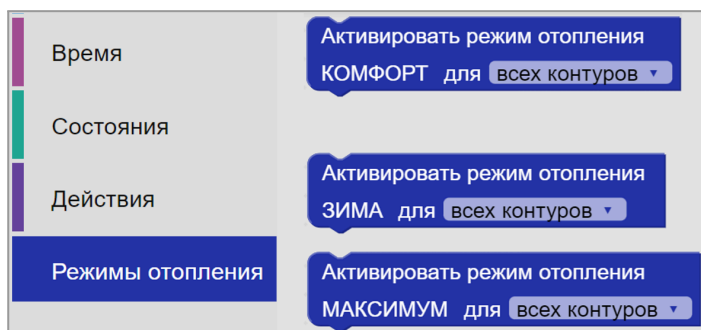 Время
Состояния
Действия
Режимы отопления
Активировать режим отопления
КОМФОРТ для всех контуров
Активировать режим отопления
ЗИМА для всех контуров
Активировать режим отопления
МАКСИМУМ для всех контуров